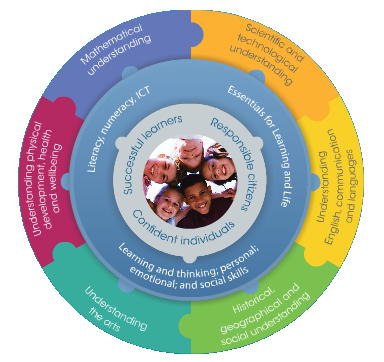 Mathematical
understanding
Scientific and
technological
understanding
Understanding
English, communication
and languages
Historical,
geographical and
social understanding
Understanding
the arts
Understanding physical
development, health
and wellbeing
Literacy, numeracy, ICT
Essentials for Learning and Life
Learning and thinking; personal;
emotional; and social skills
Successful learners
Responsible citizens
Confident individuals